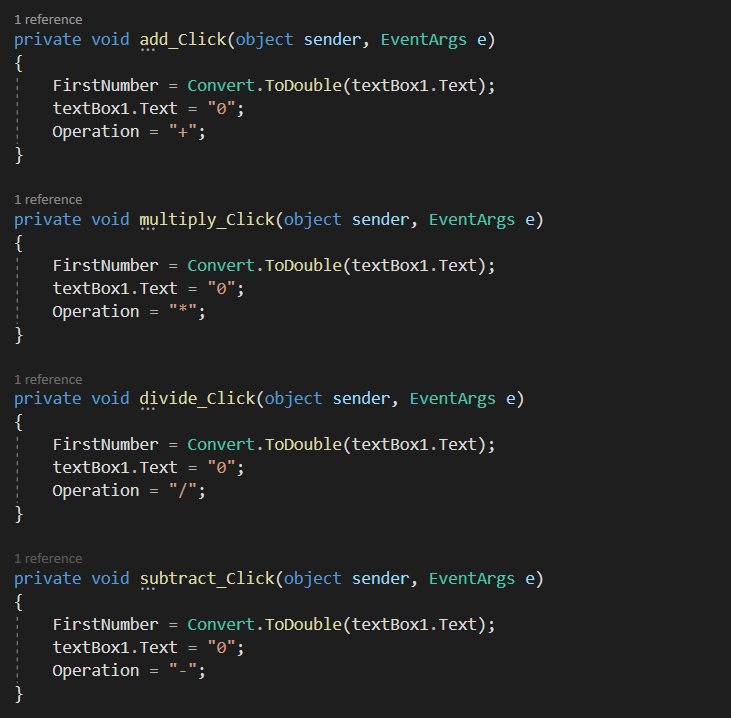 1 reference
private void add_Click(object sender, EventArgs e)
{
    FirstNumber = Convert.ToDouble(textBox1.Text);
    textBox1.Text = "0";
    Operation = "+";
}
1 reference
private void multiply_Click(object sender, EventArgs e)
{
    FirstNumber = Convert.ToDouble(textBox1.Text);
    textBox1.Text = "0";
    Operation = "*";
}
1 reference
private void divide_Click(object sender, EventArgs e)
{
    FirstNumber = Convert.ToDouble(textBox1.Text);
    textBox1.Text = "0";
    Operation = "/";
}
1 reference
private void subtract_Click(object sender, EventArgs e)
{
    FirstNumber = Convert.ToDouble(textBox1.Text);
    textBox1.Text = "0";
    Operation = "-";
}